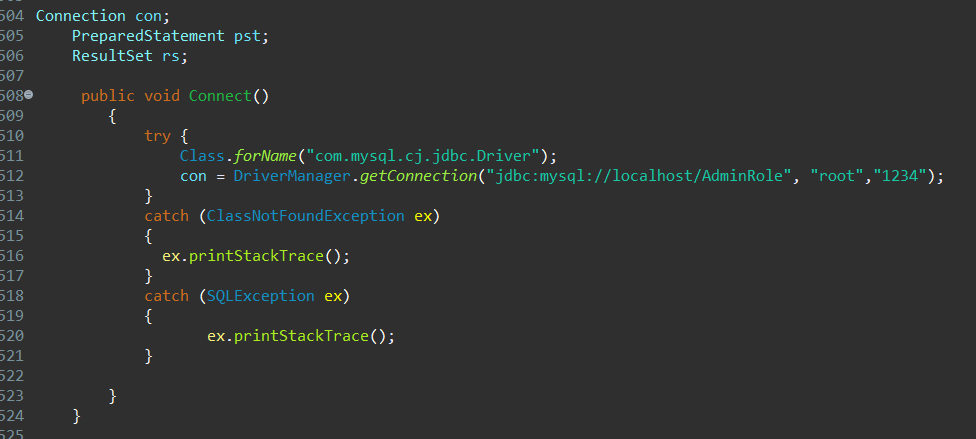 504 Connection con;
505 PreparedStatement pst;
506 ResultSet rs;
507
508 public void Connect()
509 {
510 try {
511 Class.forName("com.mysql.cj.jdbc.Driver");
512 con = DriverManager.getConnection("jdbc:mysql://localhost/AdminRole", "root","1234");
513 }
514 catch (ClassNotFoundException ex)
515 {
516 ex.printStackTrace();
517 }
518 catch (SQLException ex)
519 {
520 ex.printStackTrace();
521 }
522
523 }
524 }
525